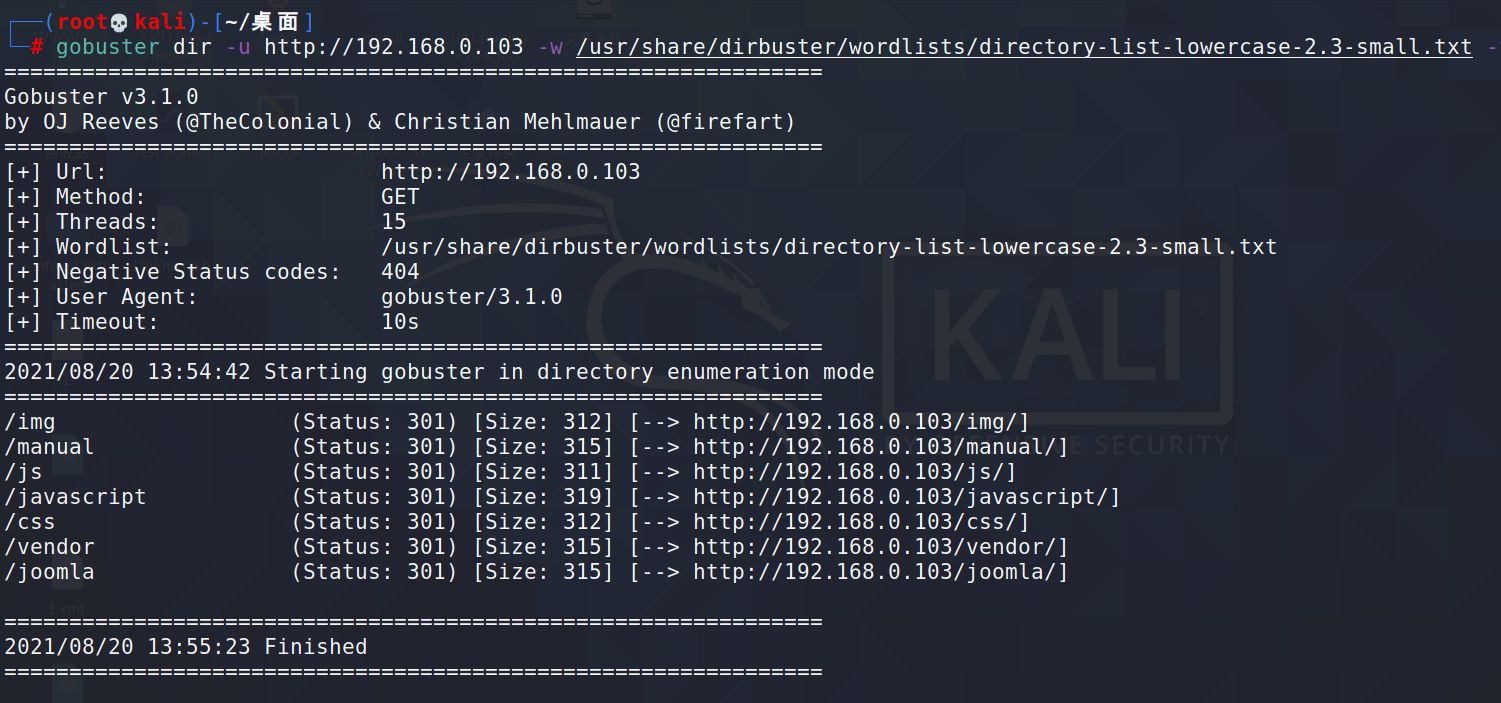 (root💀kali)-[~/桌面]
# gobuster dir -u http://192.168.0.103 -w /usr/share/dirbuster/wordlists/directory-list-lowercase-2.3-small.txt -
===============================================================
Gobuster v3.1.0
by OJ Reeves (@TheColonial) & Christian Mehlmauer (@firefart)
===============================================================
[+] Url:                     http://192.168.0.103
[+] Method:                  GET
[+] Threads:                 15
[+] Wordlist:                /usr/share/dirbuster/wordlists/directory-list-lowercase-2.3-small.txt
[+] Negative Status codes:   404
[+] User Agent:              gobuster/3.1.0
[+] Timeout:                 10s
===============================================================
2021/08/20 13:54:42 Starting gobuster in directory enumeration mode
===============================================================
/img                  (Status: 301) [Size: 312] [--> http://192.168.0.103/img/]
/manual               (Status: 301) [Size: 315] [--> http://192.168.0.103/manual/]
/js                   (Status: 301) [Size: 311] [--> http://192.168.0.103/js/]
/javascript           (Status: 301) [Size: 319] [--> http://192.168.0.103/javascript/]
/css                  (Status: 301) [Size: 312] [--> http://192.168.0.103/css/]
/vendor               (Status: 301) [Size: 315] [--> http://192.168.0.103/vendor/]
/joomla               (Status: 301) [Size: 315] [--> http://192.168.0.103/joomla/]
===============================================================
2021/08/20 13:55:23 Finished
===============================================================
KALI
SECURITY
1.xml